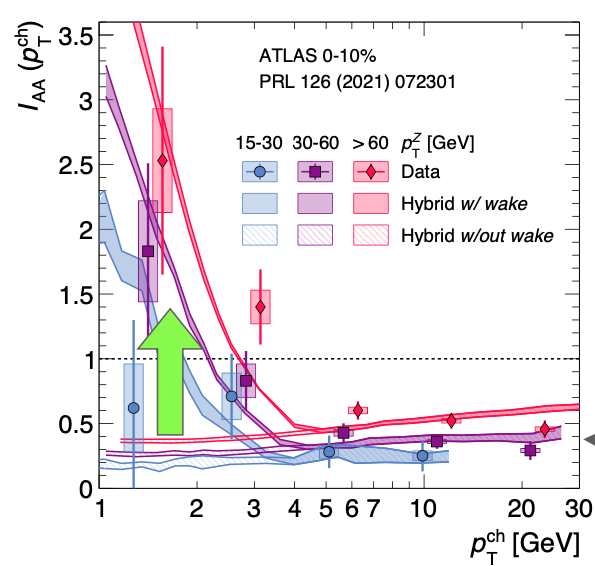 ATLAS 0-10%
PRL 126 (2021) 072301
15-30 30-60 >60 p_T^Z [GeV]
Data
Hybrid w/ wake
Hybrid w/out wake
I_AA (p_T^ch)
3.5
3
2.5
2
1.5
1
0.5
0
1 2 3 4 5 6 7 10 20 30
p_T^ch [GeV]